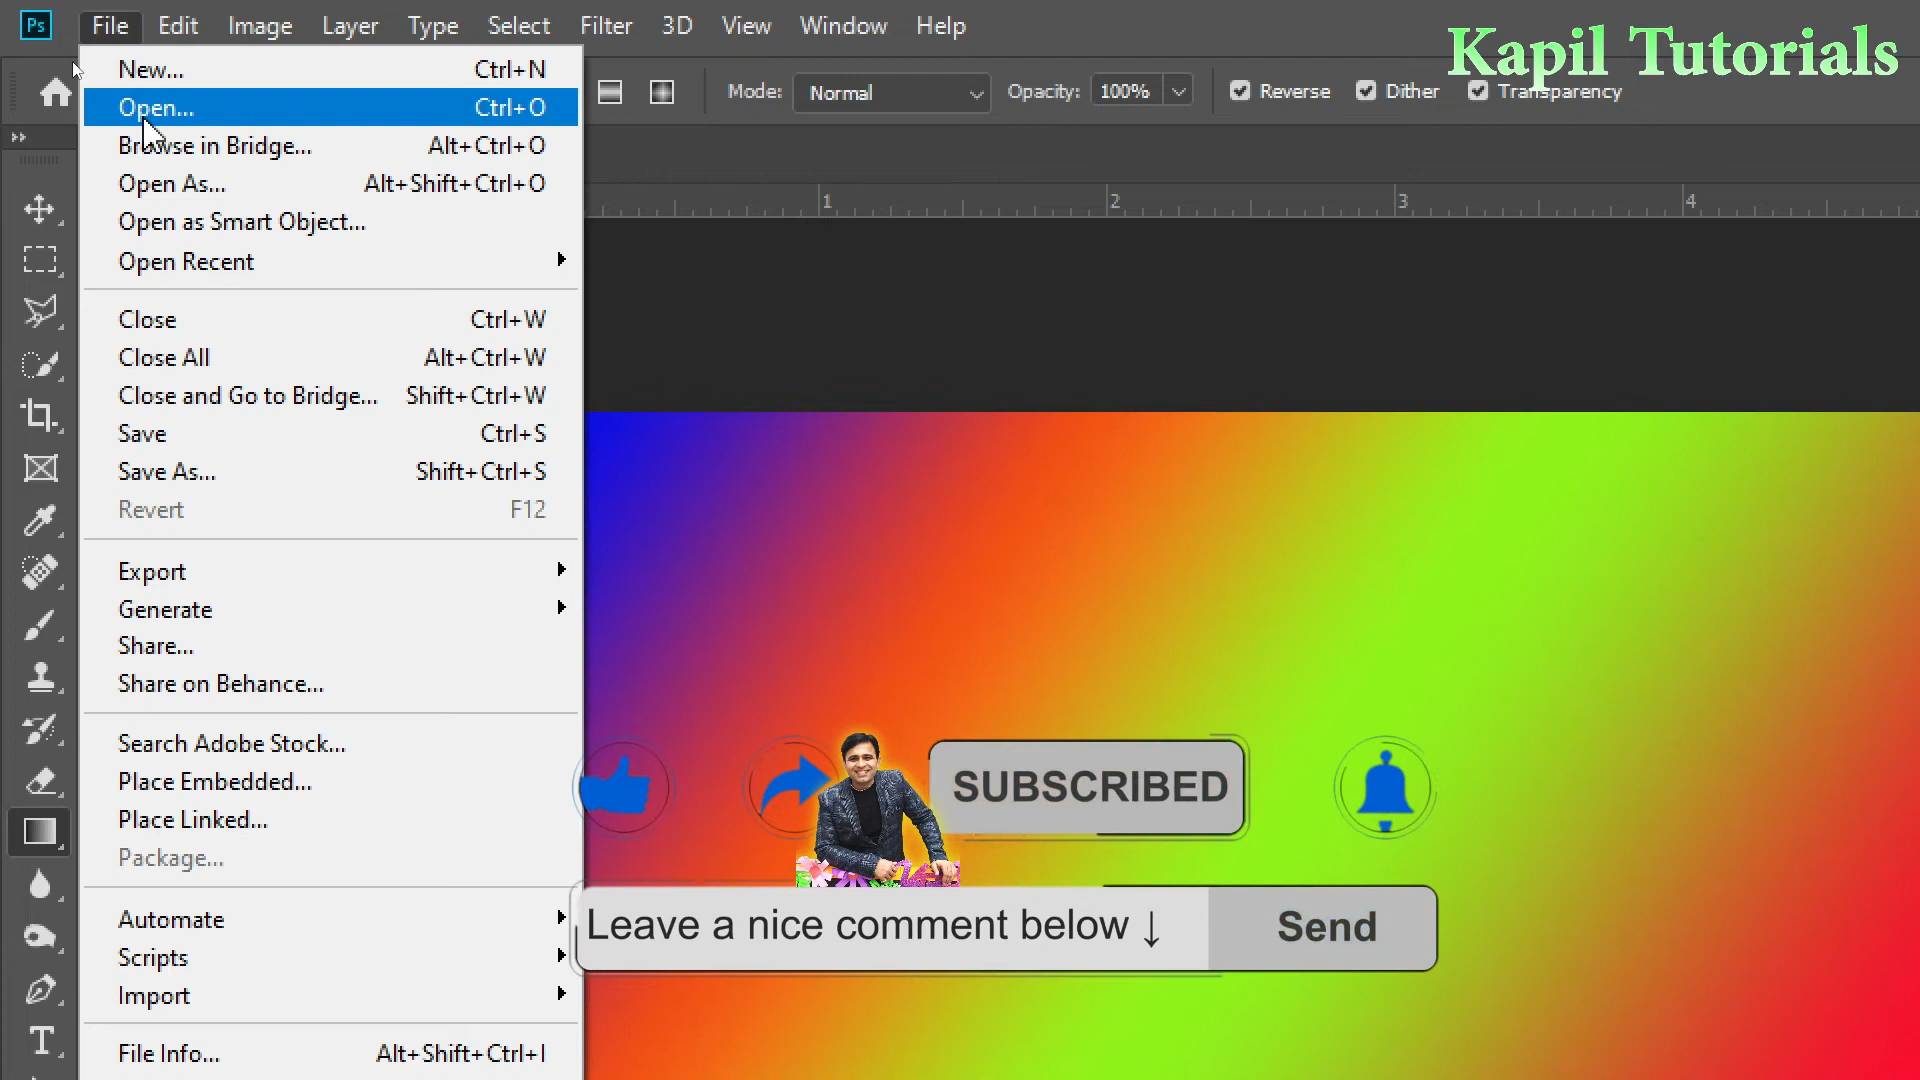 Ps File Edit Image Layer Type Select Filter 3D View Window Help
Kapil Tutorials
Mode: Normal Opacity: 100% Reverse Dither Transparency
New... Ctrl+N
Open... Ctrl+O
Browse in Bridge... Alt+Ctrl+O
Open As... Alt+Shift+Ctrl+O
Open as Smart Object...
Open Recent
1 2 3 4
Close Ctrl+W
Close All Alt+Ctrl+W
Close and Go to Bridge... Shift+Ctrl+W
Save Ctrl+S
Save As... Shift+Ctrl+S
Revert F12
Export
Generate
Share...
Share on Behance...
Search Adobe Stock...
Place Embedded...
Place Linked...
Package...
SUBSCRIBED
Automate
Scripts
Import
Leave a nice comment below ↓ Send
File Info... Alt+Shift+Ctrl+I